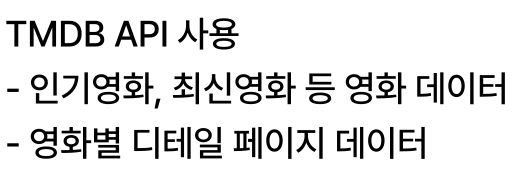 TMDB API 사용
- 인기영화, 최신영화 등 영화 데이터
- 영화별 디테일 페이지 데이터